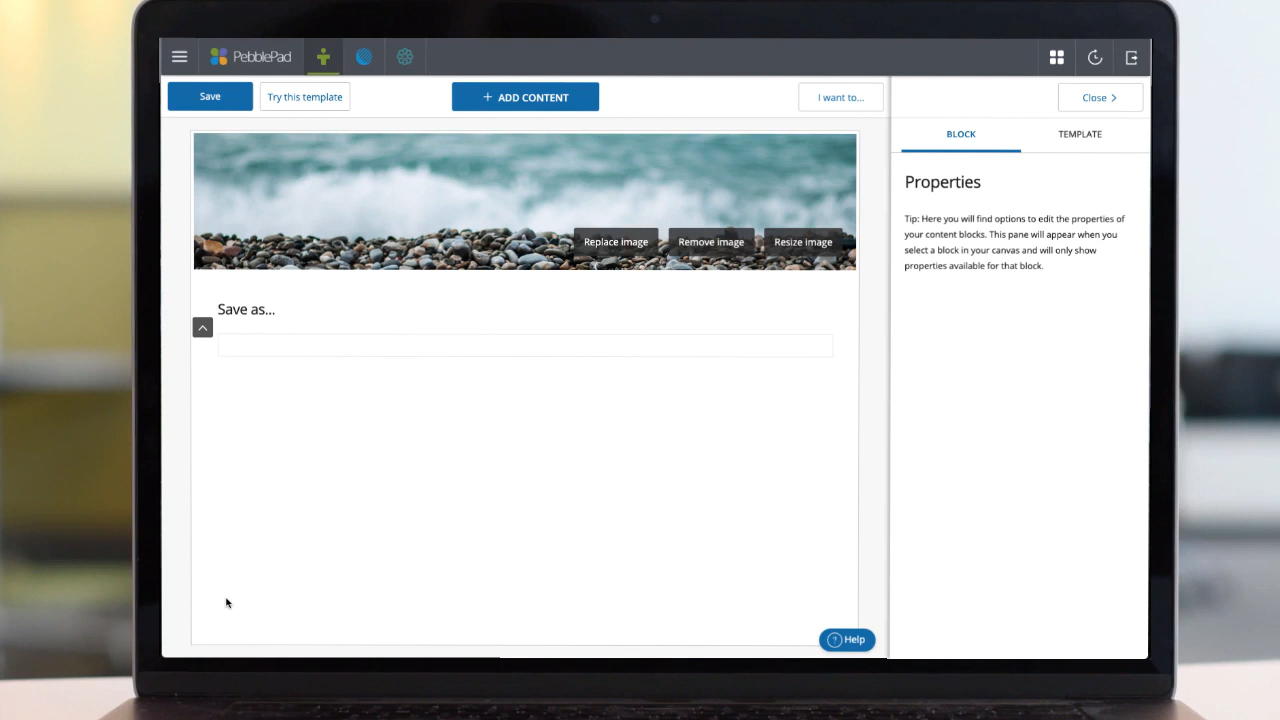 PebblePad
Save
Try this template
+ ADD CONTENT
I want to...
Close >
BLOCK
TEMPLATE
Replace image
Remove image
Resize image
Properties
Tip: Here you will find options to edit the properties of
your content blocks. This pane will appear when you
select a block in your canvas and will only show
properties available for that block.
Save as...
? Help